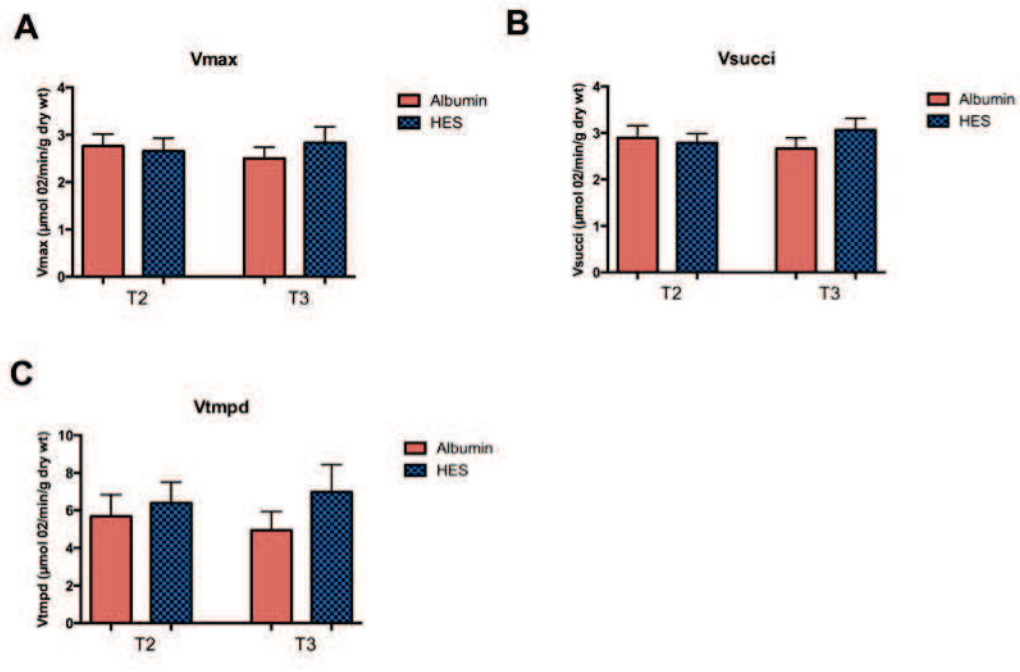 A
Vmax
Vmax (µmol 02/min/g dry wt)
4
3
2
1
0
T2
T3
Albumin
HES
B
Vsucci
Vsucci (µmol 02/min/g dry wt)
4
3
2
1
0
T2
T3
Albumin
HES
C
Vtmpd
Vtmpd (µmol 02/min/g dry wt)
10
8
6
4
2
0
T2
T3
Albumin
HES